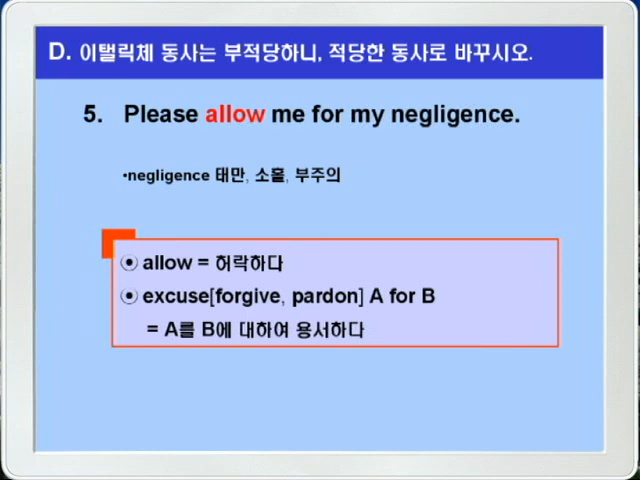 D. 이탤릭체 동사는 부적당하니, 적당한 동사로 바꾸시오.
5. Please allow me for my negligence.
•negligence 태만, 소홀, 부주의
allow = 허락하다
excuse[forgive, pardon] A for B
= A를 B에 대하여 용서하다